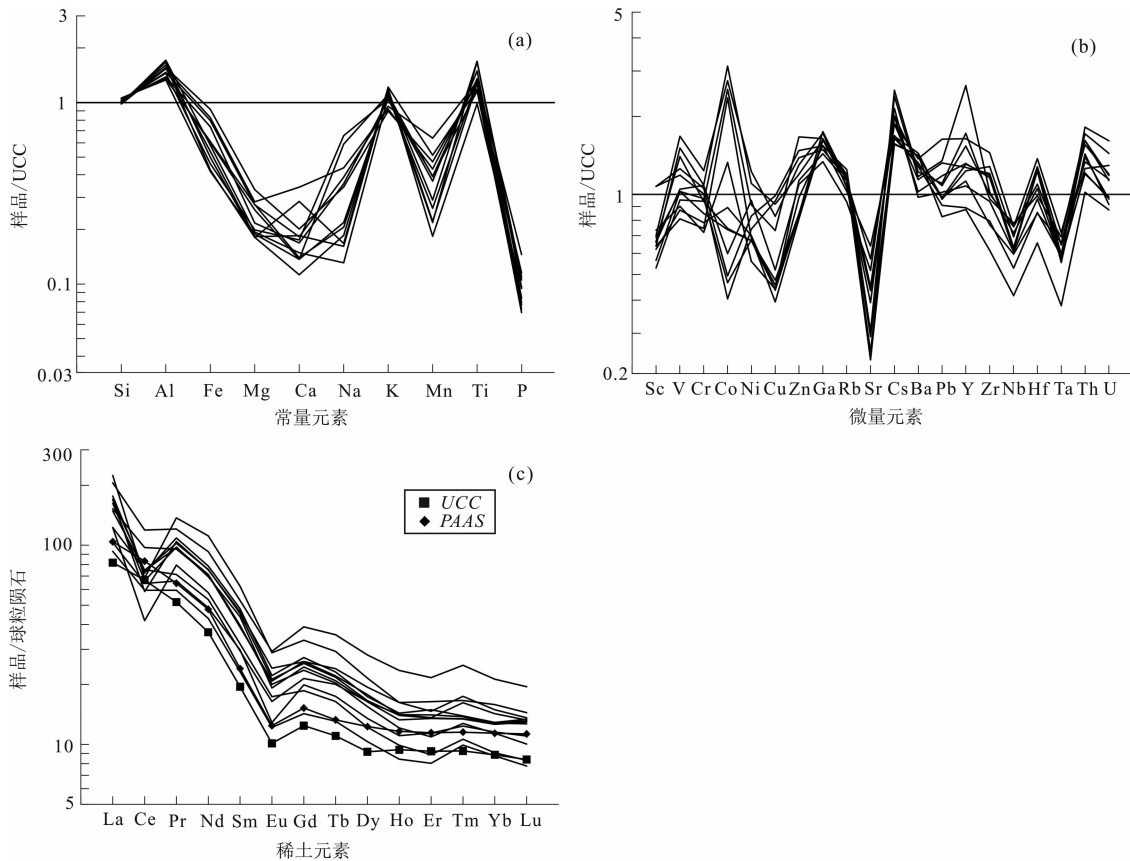 (a)
样品/UCC
3
1
0.1
0.03
Si Al Fe Mg Ca Na K Mn Ti P
常量元素
(b)
样品/UCC
5
1
0.2
Sc V Cr Co Ni Cu Zn Ga Rb Sr Cs Ba Pb Y Zr Nb Hf Ta Th U
微量元素
(c)
样品/球粒陨石
300
100
10
5
UCC
PAAS
La Ce Pr Nd Sm Eu Gd Tb Dy Ho Er Tm Yb Lu
稀土元素